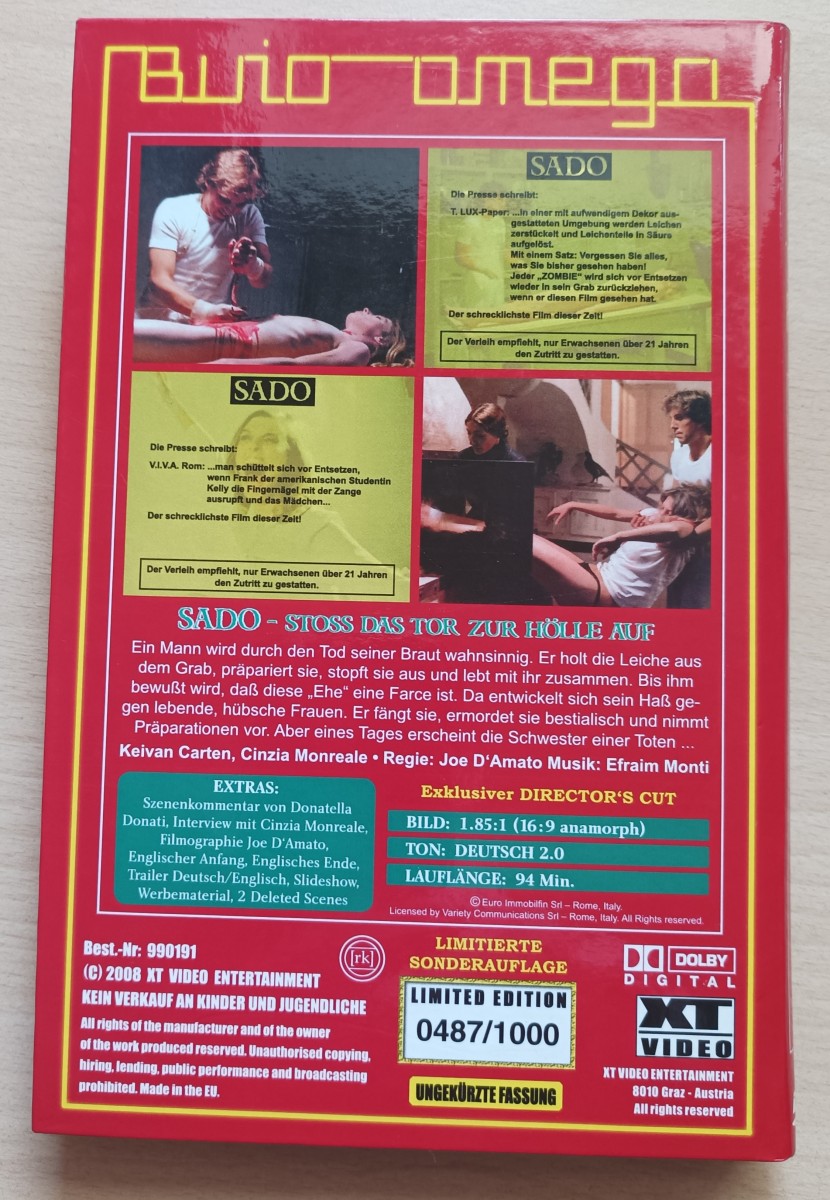 Buio omega
SADO
Die Presse schreibt:
T. LUX-Paper: ...in einer mit aufwandigem Dekor aus-
gestatteten Umgebung werden Leichen
zerstückelt und Leichenteile in Säure
aufgelöst.
Mit einem Satz: Vergessen Sie alles,
was Sie bisher gesehen haben!
Jeder „ZOMBIE" wird sich vor Entsetzen
wieder in sein Grab zurückziehen,
wenn er diesen Film gesehen hat.
Der schrecklichste Film dieser Zeit!
Der Verleih empfiehlt, nur Erwachsenen über 21 Jahren
den Zutritt zu gestatten.
SADO
Die Presse schreibt:
V.I.V.A. Rom: ...man schüttelt sich vor Entsetzen,
wenn Frank der amerikanischen Studentin
Kelly die Fingernägel mit der Zange
ausrupft und das Mädchen...
Der schrecklichste Film dieser Zeit!
Der Verleih empfiehlt, nur Erwachsenen über 21 Jahren
den Zutritt zu gestatten.
SADO - STOSS DAS TOR ZUR HÖLLE AUF
Ein Mann wird durch den Tod seiner Braut wahnsinnig. Er holt die Leiche aus
dem Grab, präpariert sie, stopft sie aus und lebt mit ihr zusammen. Bis ihm
bewußt wird, daß diese „Ehe" eine Farce ist. Da entwickelt sich sein Haß ge-
gen lebende, hübsche Frauen. Er fängt sie, ermordet sie bestialisch und nimmt
Präparationen vor. Aber eines Tages erscheint die Schwester einer Toten ...
Keivan Carten, Cinzia Monreale • Regie: Joe D'Amato Musik: Efraim Monti
EXTRAS:
Szenenkommentar von Donatella
Donati, Interview mit Cinzia Monreale,
Filmographie Joe D'Amato,
Englischer Anfang, Englisches Ende,
Trailer Deutsch/Englisch, Slideshow,
Werbematerial, 2 Deleted Scenes
Exklusiver DIRECTOR'S CUT
BILD: 1.85:1 (16:9 anamorph)
TON: DEUTSCH 2.0
LAUFLÄNGE: 94 Min.
© Euro Immobilfin Srl – Rome, Italy.
Licensed by Variety Communications Srl – Rome, Italy. All Rights reserved.
Best.-Nr: 990191
(C) 2008 XT VIDEO ENTERTAINMENT
KEIN VERKAUF AN KINDER UND JUGENDLICHE
All rights of the manufacturer and of the owner
of the work produced reserved. Unauthorised copying,
hiring, lending, public performance and broadcasting
prohibited. Made in the EU.
[rk]
LIMITIERTE
SONDERAUFLAGE
LIMITED EDITION
0487/1000
UNGEKÜRZTE FASSUNG
DOLBY
DIGITAL
XT
VIDEO
XT VIDEO ENTERTAINMENT
8010 Graz - Austria
All rights reserved